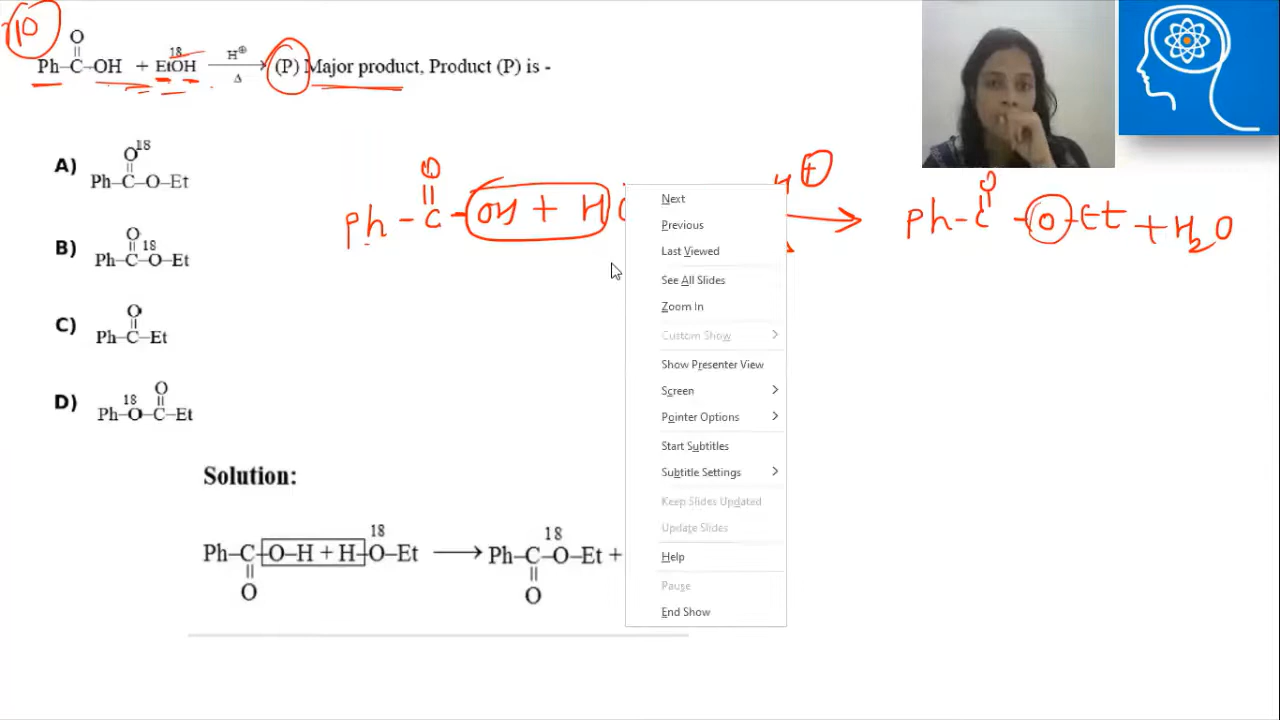 10
O
||
Ph–C–OH + EtOH18 H⊕ Δ (P) Major product, Product (P) is -
A) Ph–C–O–Et O18
B) Ph–C–O–Et O 18
C) Ph–C–Et O
D) Ph–O–C–Et 18 O
Ph–C–OH + H O
H⊕
Ph–C–O–Et + H2O O
Solution:
Ph–C–O–H + H–O–Et 18 O ⟶ Ph–C–O–Et + 18 O
Next
Previous
Last Viewed
See All Slides
Zoom In
Custom Show
Show Presenter View
Screen
Pointer Options
Start Subtitles
Subtitle Settings
Keep Slides Updated
Update Slides
Help
Pause
End Show